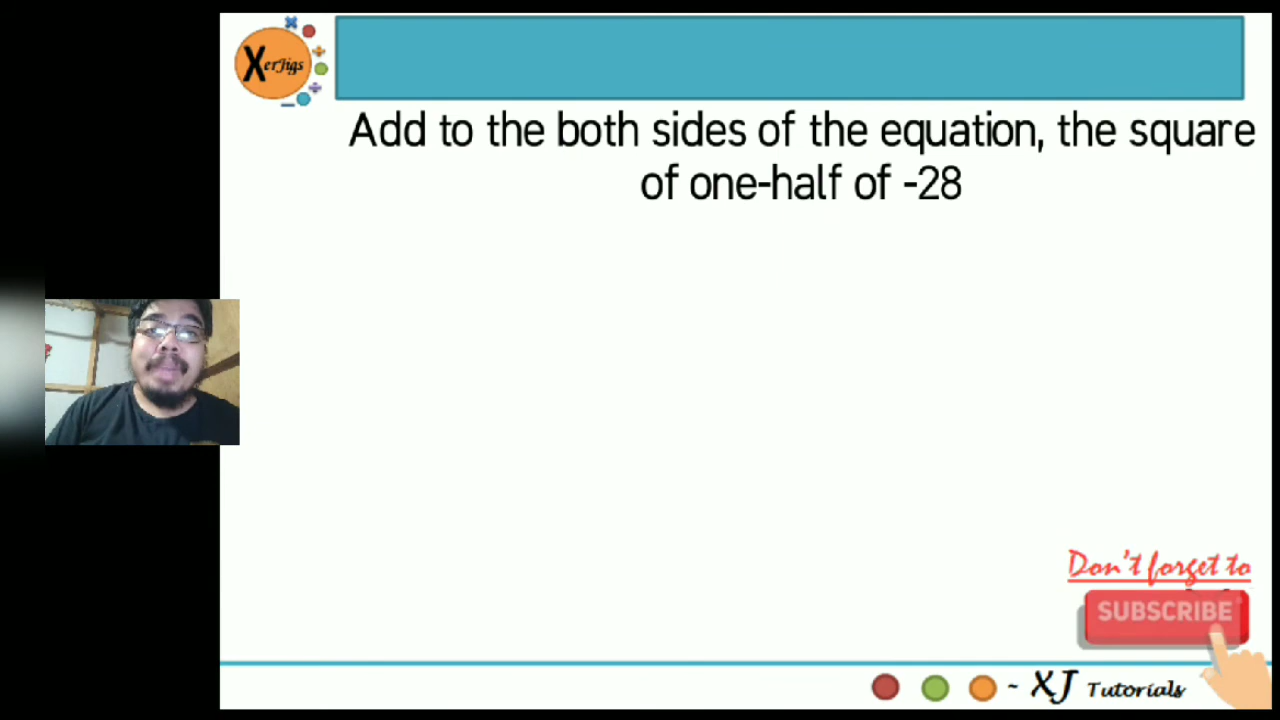 XerJigs
Add to the both sides of the equation, the square
of one-half of -28
Don't forget to
SUBSCRIBE
~ XJ Tutorials